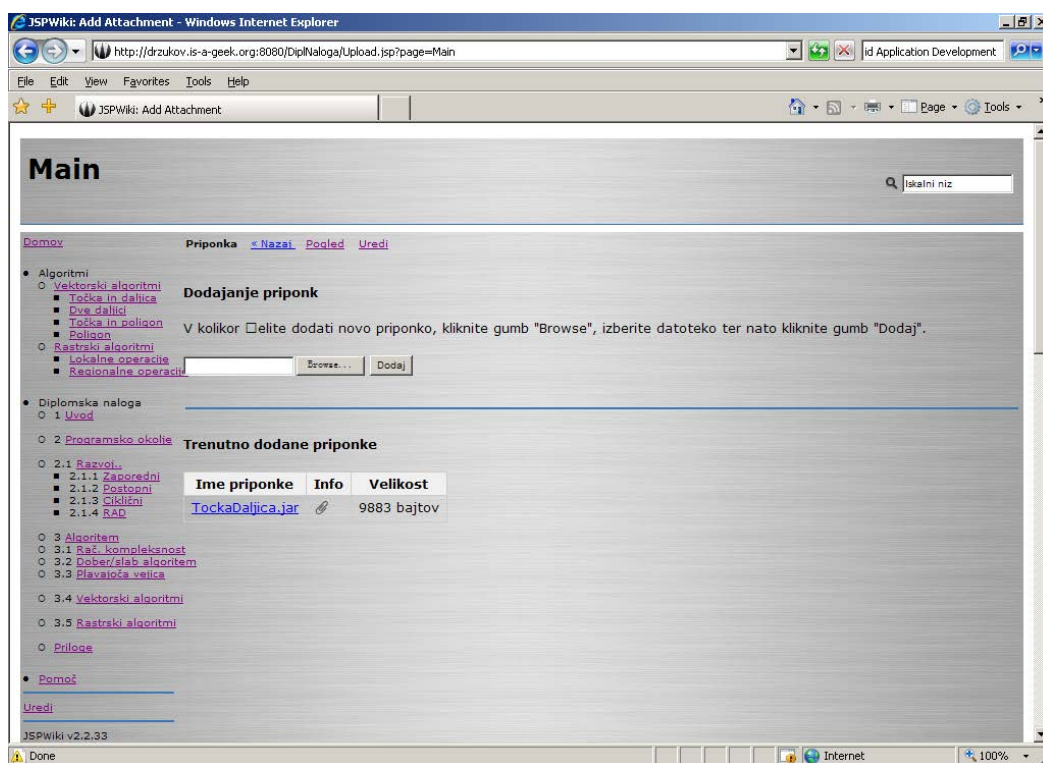 JSPWiki: Add Attachment - Windows Internet Explorer
http://drzukov.is-a-geek.org:8080/DiplNaloga/Upload.jsp?page=Main
id Application Development
File Edit View Favorites Tools Help
JSPWiki: Add Attachment
Page Tools
Main
Iskalni niz
Domov
Algoritmi
Vektorski algoritmi
Točka in daljica
Dve daljici
Točka in poligon
Poligon
Rastrski algoritmi
Lokalne operacije
Regionalne operacije
Diplomska naloga
1 Uvod
2 Programsko okolje
2.1 Razvoj..
2.1.1 Zaporedni
2.1.2 Postopni
2.1.3 Ciklični
2.1.4 RAD
3 Algoritem
3.1 Rač. kompleksnost
3.2 Dober/slab algoritem
3.3 Plavajoča vejica
3.4 Vektorski algoritmi
3.5 Rastrski algoritmi
Priloge
Pomoč
Uredi
JSPWiki v2.2.33
Priponka « Nazaj Pogled Uredi
Dodajanje priponk
V kolikor □elite dodati novo priponko, kliknite gumb "Browse", izberite datoteko ter nato kliknite gumb "Dodaj".
Browse... Dodaj
Trenutno dodane priponke
Ime priponke Info Velikost
TockaDaljica.jar 9883 bajtov
Done Internet 100%